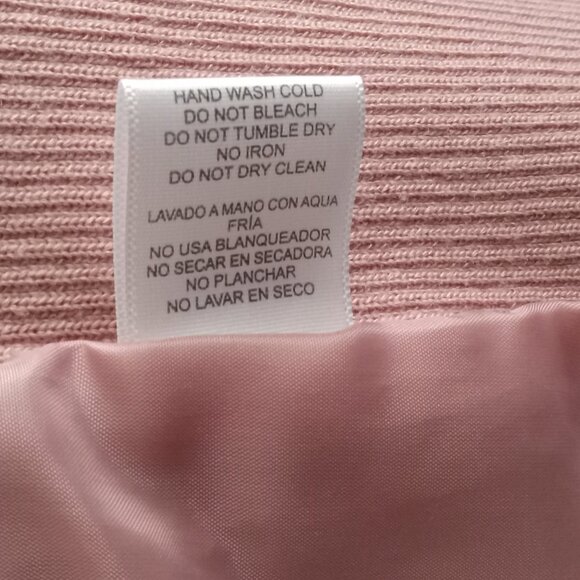 HAND WASH COLD
DO NOT BLEACH
DO NOT TUMBLE DRY
NO IRON
DO NOT DRY CLEAN
LAVADO A MANO CON AQUA
FRÍA
NO USA BLANQUEADOR
NO SECAR EN SECADORA
NO PLANCHAR
NO LAVAR EN SECO